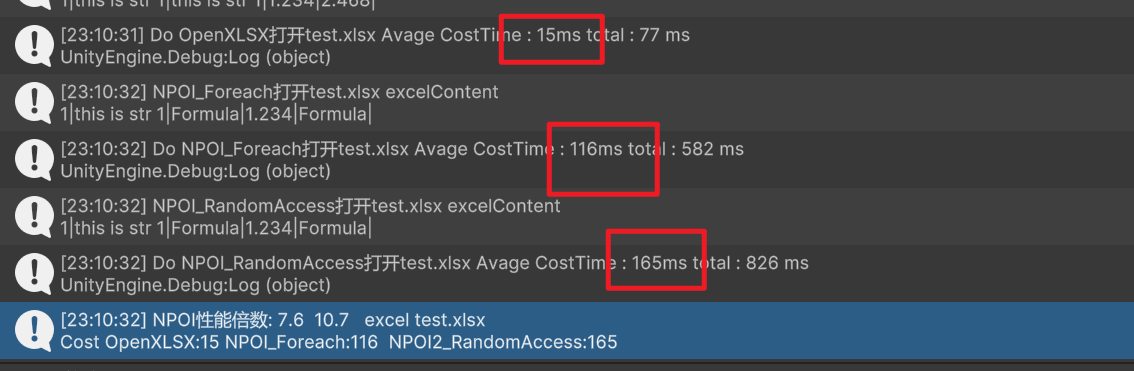 1|this is str 1|this is str 1|1.234|2.468|
[23:10:31] Do OpenXLSX打开test.xlsx Avage CostTime : 15ms total : 77 ms
UnityEngine.Debug:Log (object)
[23:10:32] NPOI_Foreach打开test.xlsx excelContent
1|this is str 1|Formula|1.234|Formula|
[23:10:32] Do NPOI_Foreach打开test.xlsx Avage CostTime : 116ms total : 582 ms
UnityEngine.Debug:Log (object)
[23:10:32] NPOI_RandomAccess打开test.xlsx excelContent
1|this is str 1|Formula|1.234|Formula|
[23:10:32] Do NPOI_RandomAccess打开test.xlsx Avage CostTime : 165ms total : 826 ms
UnityEngine.Debug:Log (object)
[23:10:32] NPOI性能倍数: 7.6 10.7 excel test.xlsx
Cost OpenXLSX:15 NPOI_Foreach:116 NPOI2_RandomAccess:165